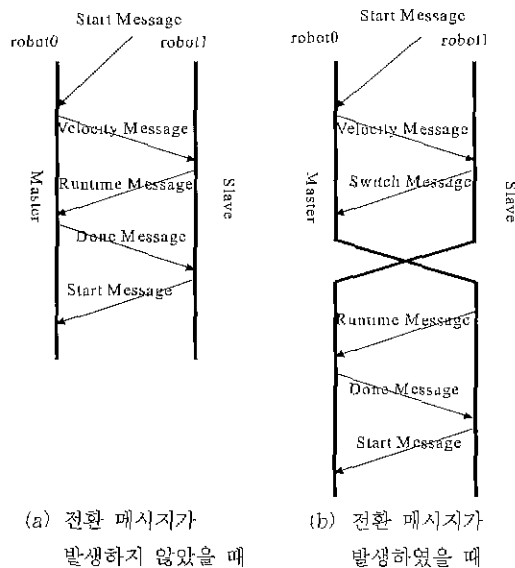 Start Message
robot0
robot1
Velocity Message
Runtime Message
Done Message
Start Message
Master
Slave
(a) 전환 메시지가
발생하지 않았을 때
Start Message
robot0
robot1
Velocity Message
Switch Message
Master
Slave
Runtime Message
Done Message
Start Message
(b) 전환 메시지가
발생하였을 때